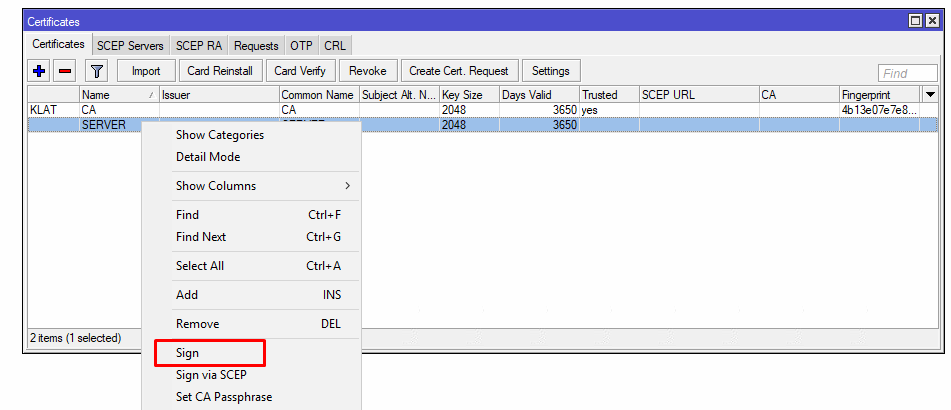 Certificates
Certificates SCEP Servers SCEP RA Requests OTP CRL
Import Card Reinstall Card Verify Revoke Create Cert. Request Settings Find
Name Issuer Common Name Subject Alt. N... Key Size Days Valid Trusted SCEP URL CA Fingerprint
KLAT CA CA 2048 3650 yes 4b13e07e7e8...
SERVER 2048 3650
Show Categories
Detail Mode
Show Columns
Find Ctrl+F
Find Next Ctrl+G
Select All Ctrl+A
Add INS
Remove DEL
2 items (1 selected)
Sign
Sign via SCEP
Set CA Passphrase